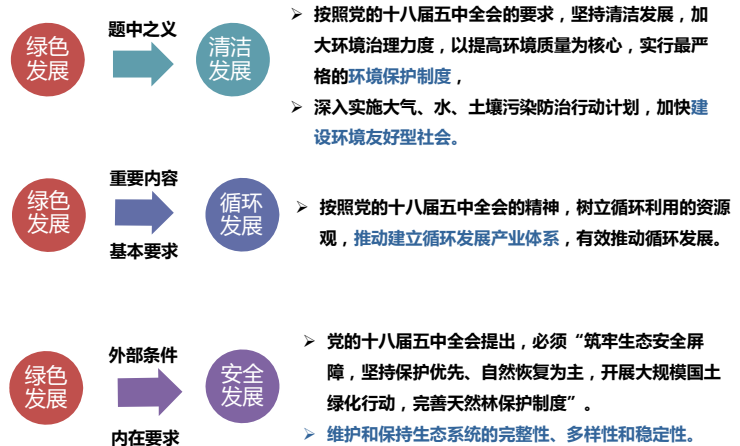 题中之义
绿色
发展
清洁
发展
➢ 按照党的十八届五中全会的要求，坚持清洁发展，加
大环境治理力度，以提高环境质量为核心，实行最严
格的环境保护制度，
➢ 深入实施大气、水、土壤污染防治行动计划，加快建
设环境友好型社会。
重要内容
绿色
发展
循环
发展
基本要求
➢ 按照党的十八届五中全会的精神，树立循环利用的资源
观，推动建立循环发展产业体系，有效推动循环发展。
外部条件
绿色
发展
安全
发展
内在要求
➢ 党的十八届五中全会提出，必须“筑牢生态安全屏
障，坚持保护优先、自然恢复为主，开展大规模国土
绿化行动，完善天然林保护制度”。
➢ 维护和保持生态系统的完整性、多样性和稳定性。